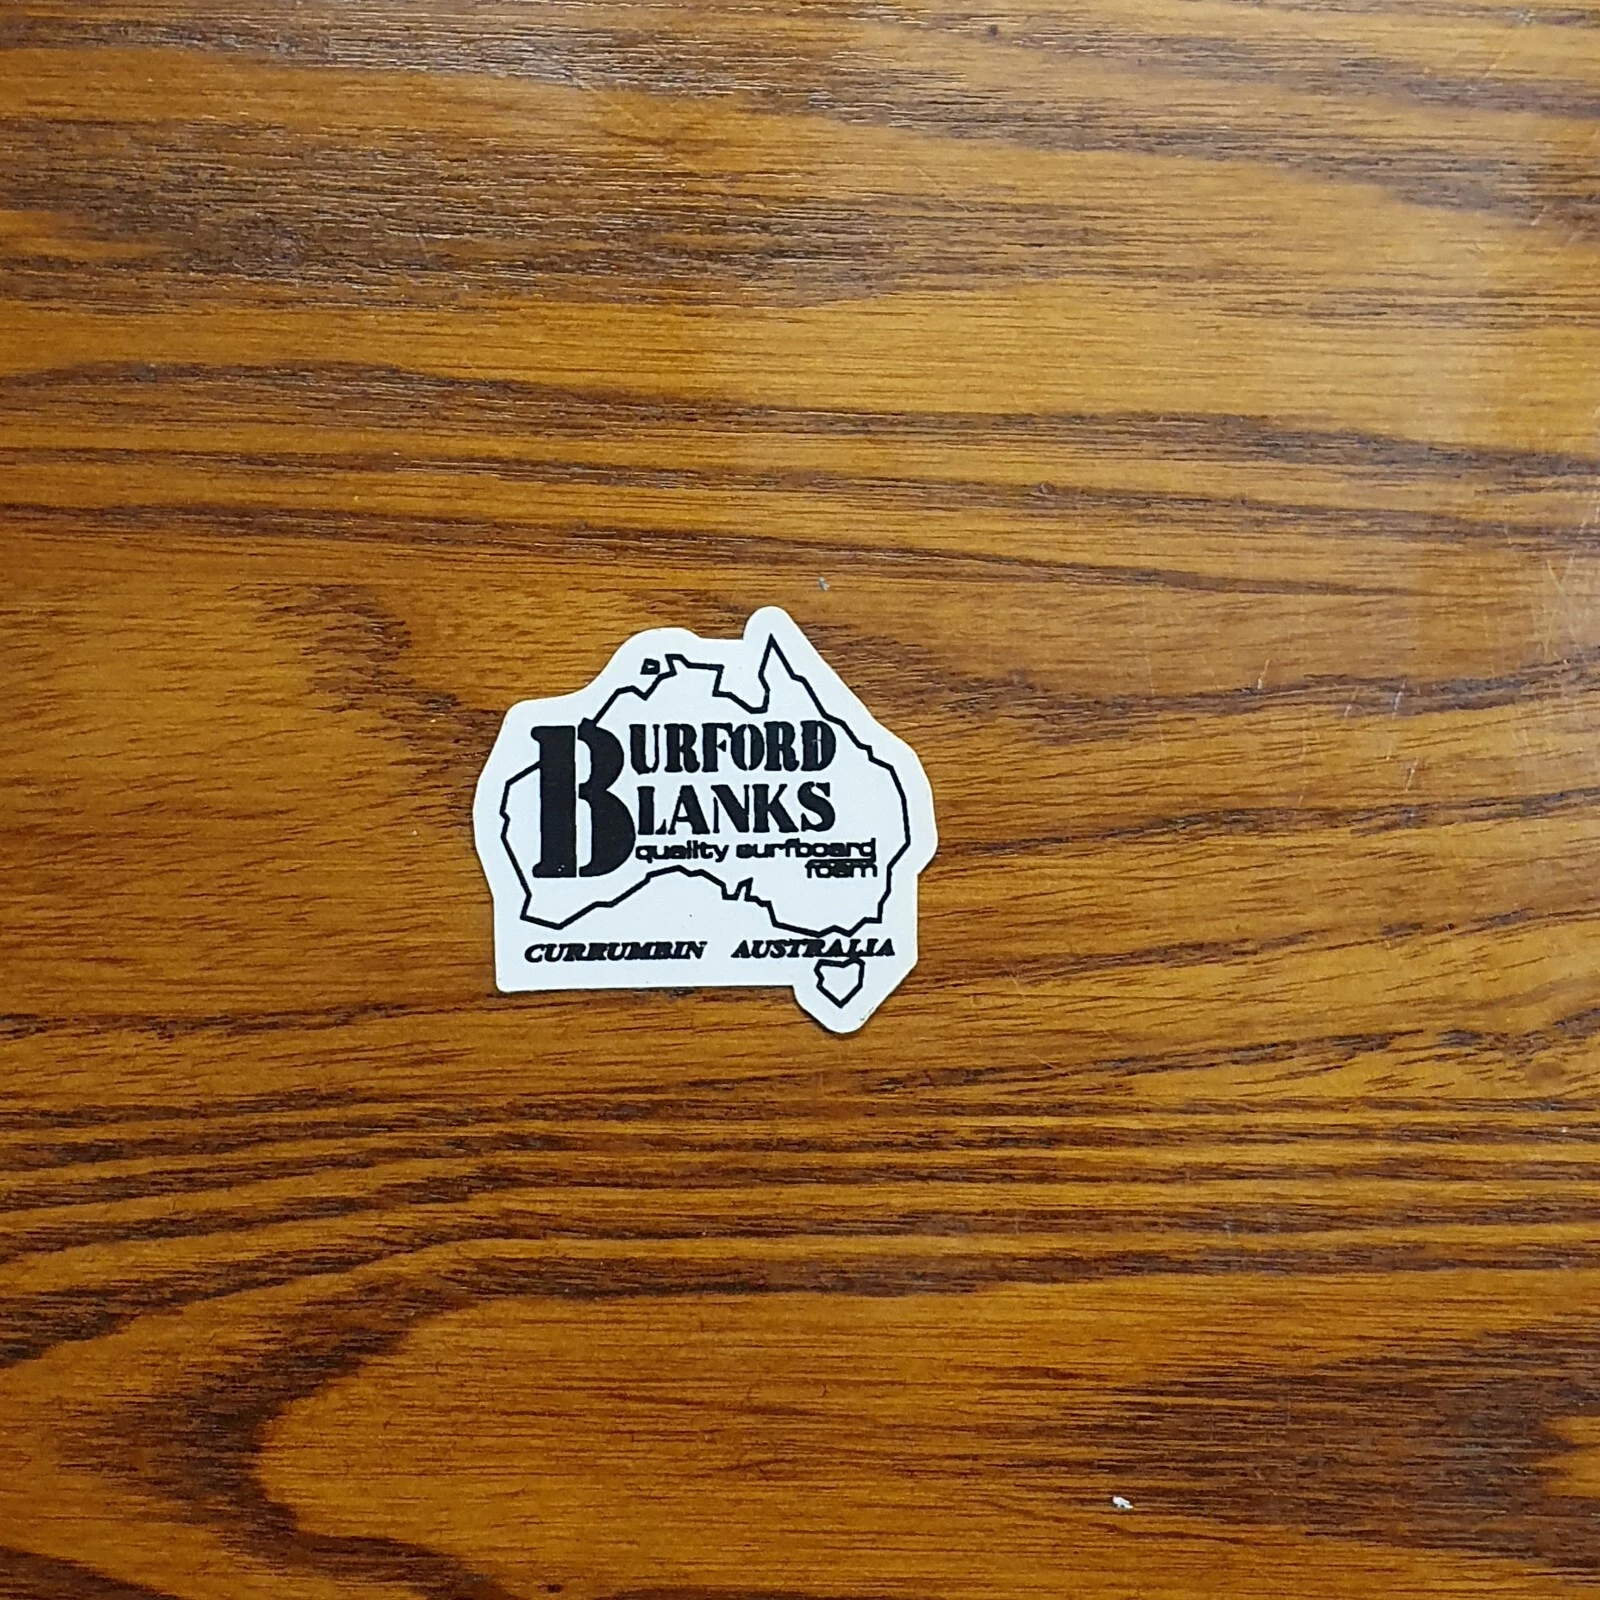 BURFORD
BLANKS
quality surfboard
foam
CURRUMBIN AUSTRALIA